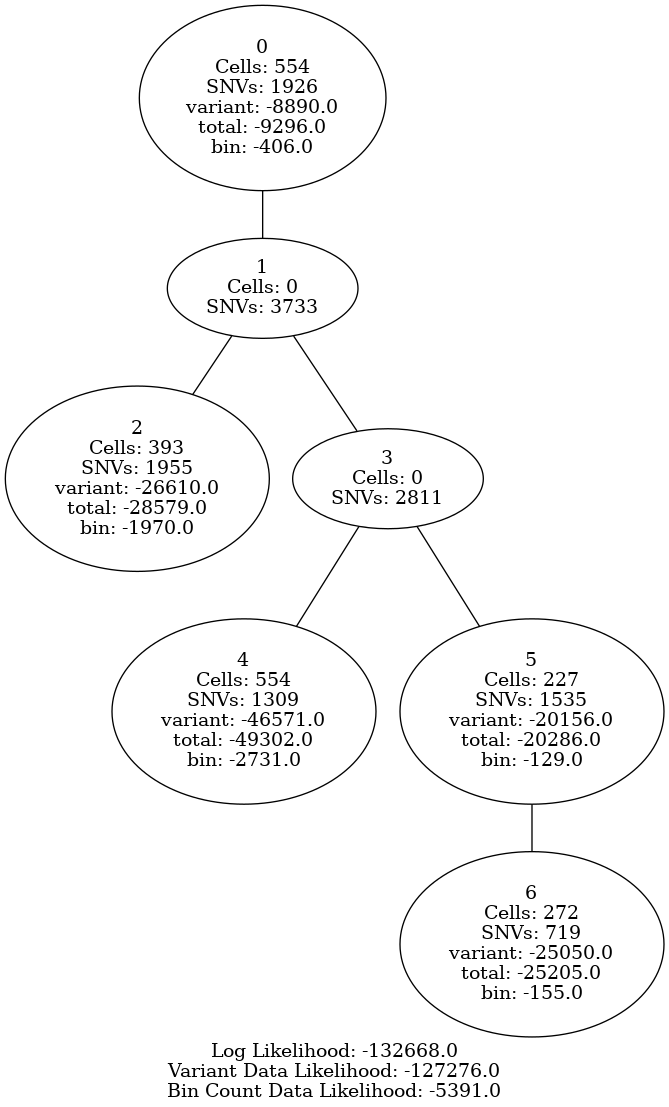 0
Cells: 554
SNVs: 1926
variant: -8890.0
total: -9296.0
bin: -406.0
1
Cells: 0
SNVs: 3733
2
Cells: 393
SNVs: 1955
variant: -26610.0
total: -28579.0
bin: -1970.0
3
Cells: 0
SNVs: 2811
4
Cells: 554
SNVs: 1309
variant: -46571.0
total: -49302.0
bin: -2731.0
5
Cells: 227
SNVs: 1535
variant: -20156.0
total: -20286.0
bin: -129.0
6
Cells: 272
SNVs: 719
variant: -25050.0
total: -25205.0
bin: -155.0
Log Likelihood: -132668.0
Variant Data Likelihood: -127276.0
Bin Count Data Likelihood: -5391.0